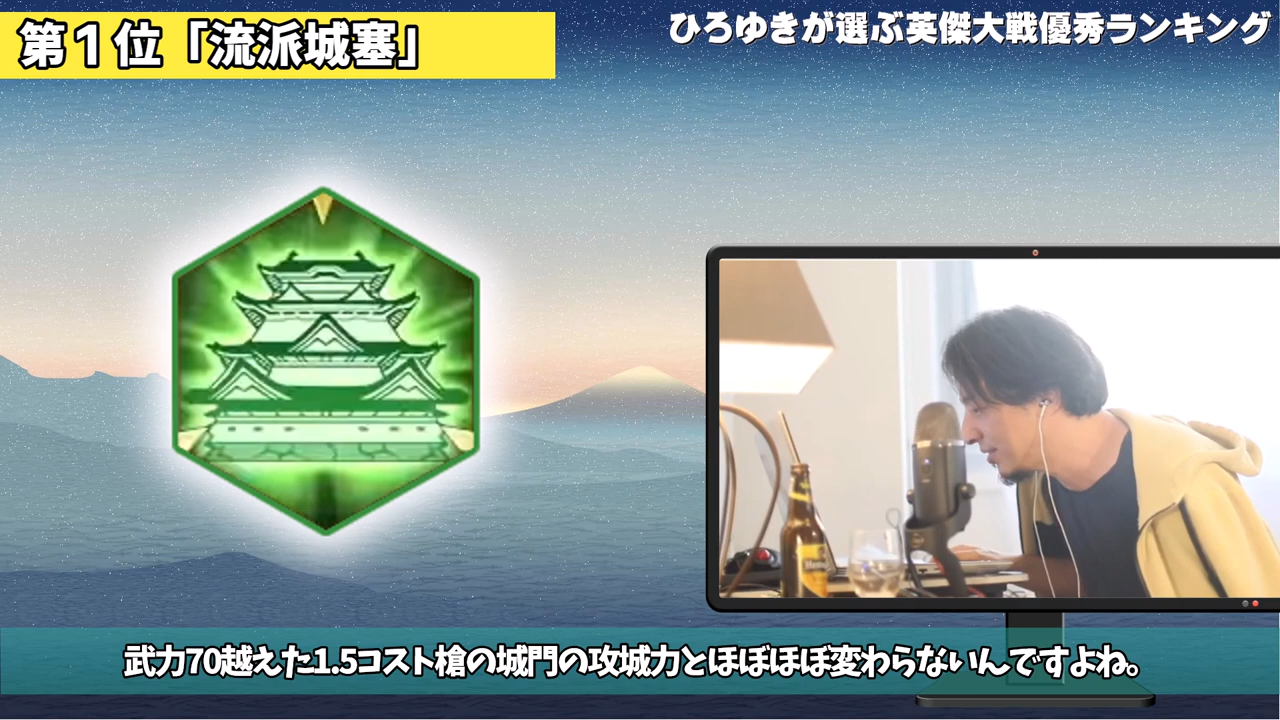 第1位「流派城塞」
ひろゆきが選ぶ英傑大戦優秀ランキング
武力70越えた1.5コスト槍の城門の攻城力とほぼほぼ変わらないんですよね。